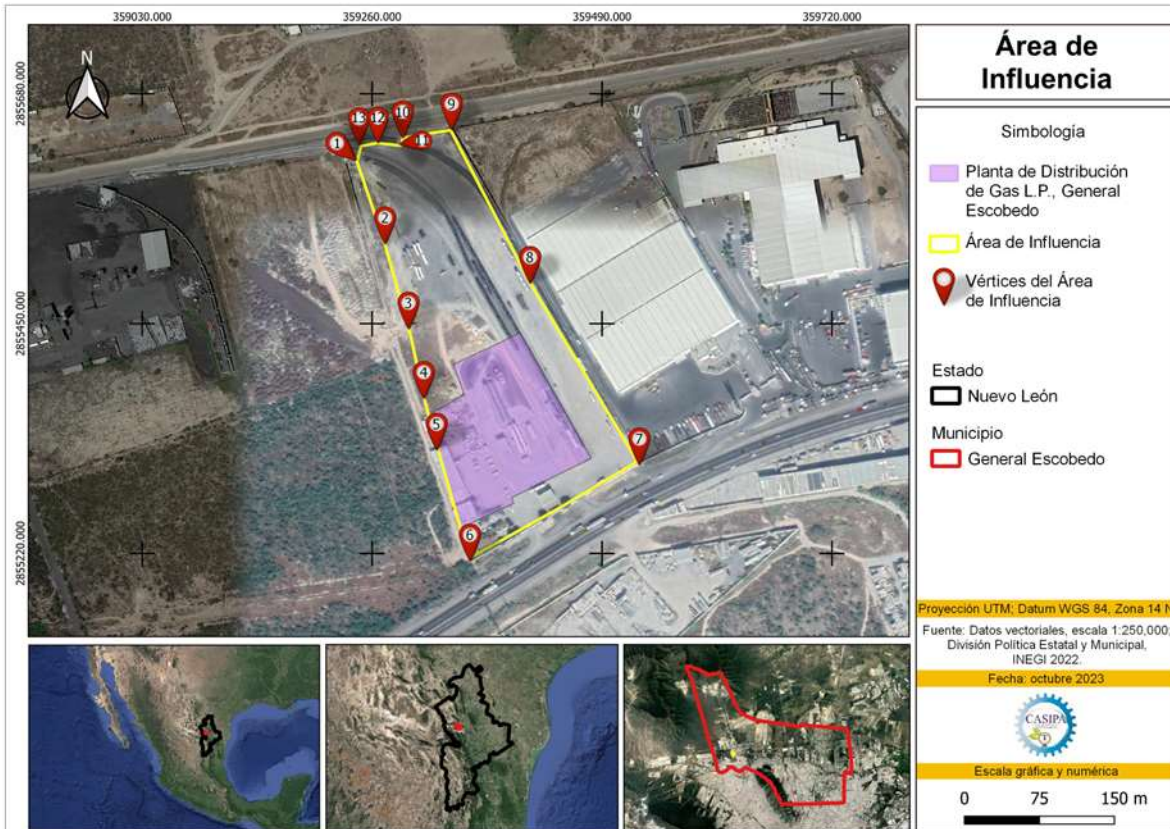 359030.000
359260.000
359490.000
359720.000
2855680.000
2855450.000
2855220.000
N
1
13
12
10
11
9
2
8
3
4
5
7
6
Área de
Influencia
Simbología
Planta de Distribución
de Gas L.P., General
Escobedo
Área de Influencia
Vértices del Área
de Influencia
Estado
Nuevo León
Municipio
General Escobedo
Proyección UTM; Datum WGS 84, Zona 14 N
Fuente: Datos vectoriales, escala 1:250,000;
División Política Estatal y Municipal,
INEGI 2022.
Fecha: octubre 2023
CASIPA
Escala gráfica y numérica
0 75 150 m